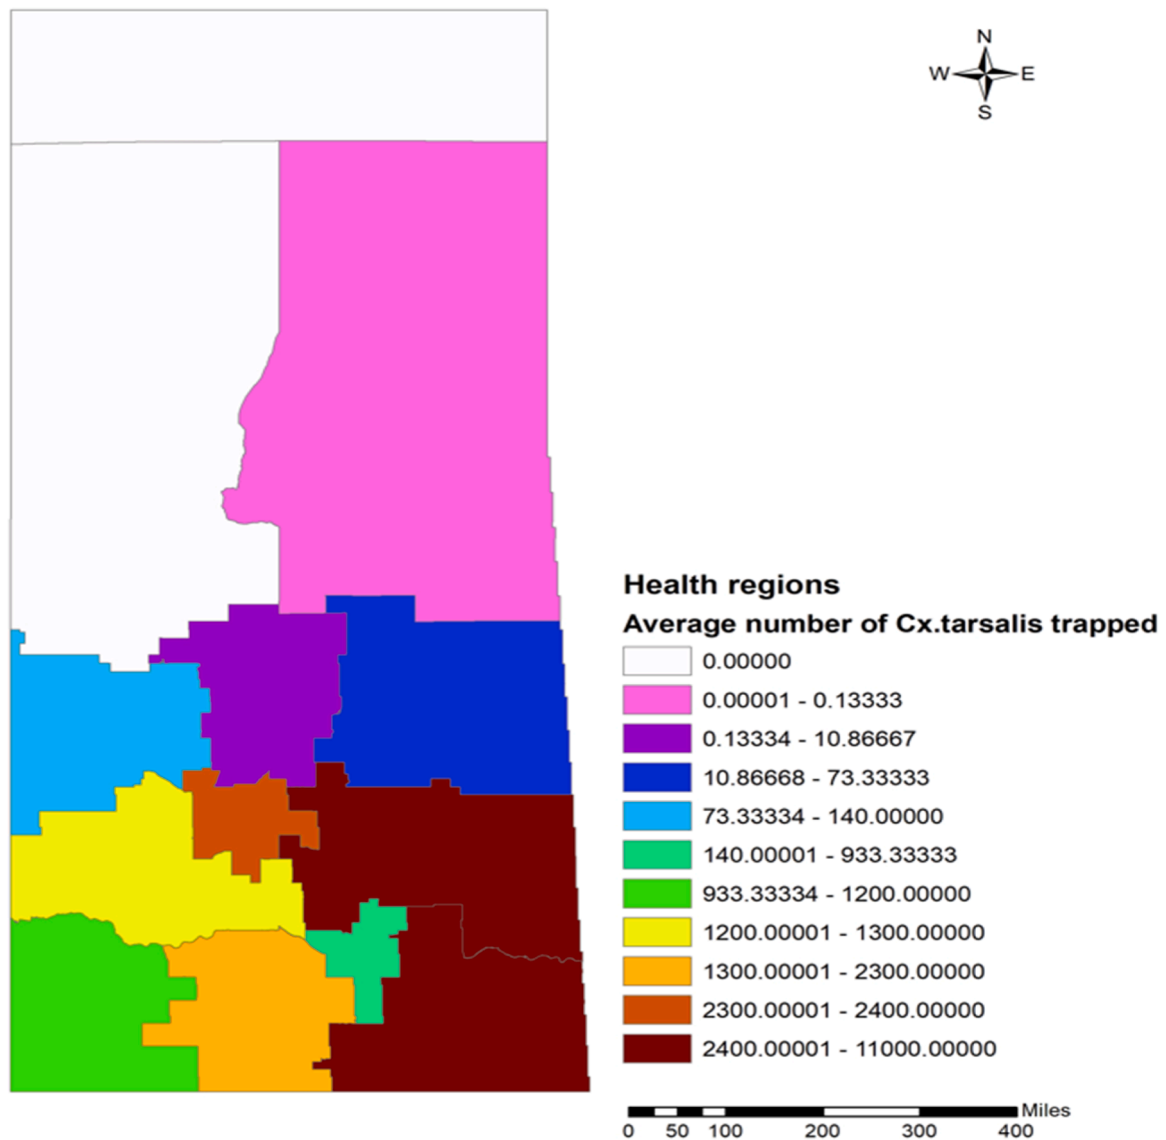 N
W E
S
Health regions
Average number of Cx.tarsalis trapped
0.00000
0.00001 - 0.13333
0.13334 - 10.86667
10.86668 - 73.33333
73.33334 - 140.00000
140.00001 - 933.33333
933.33334 - 1200.00000
1200.00001 - 1300.00000
1300.00001 - 2300.00000
2300.00001 - 2400.00000
2400.00001 - 11000.00000
Miles
0 50 100 200 300 400